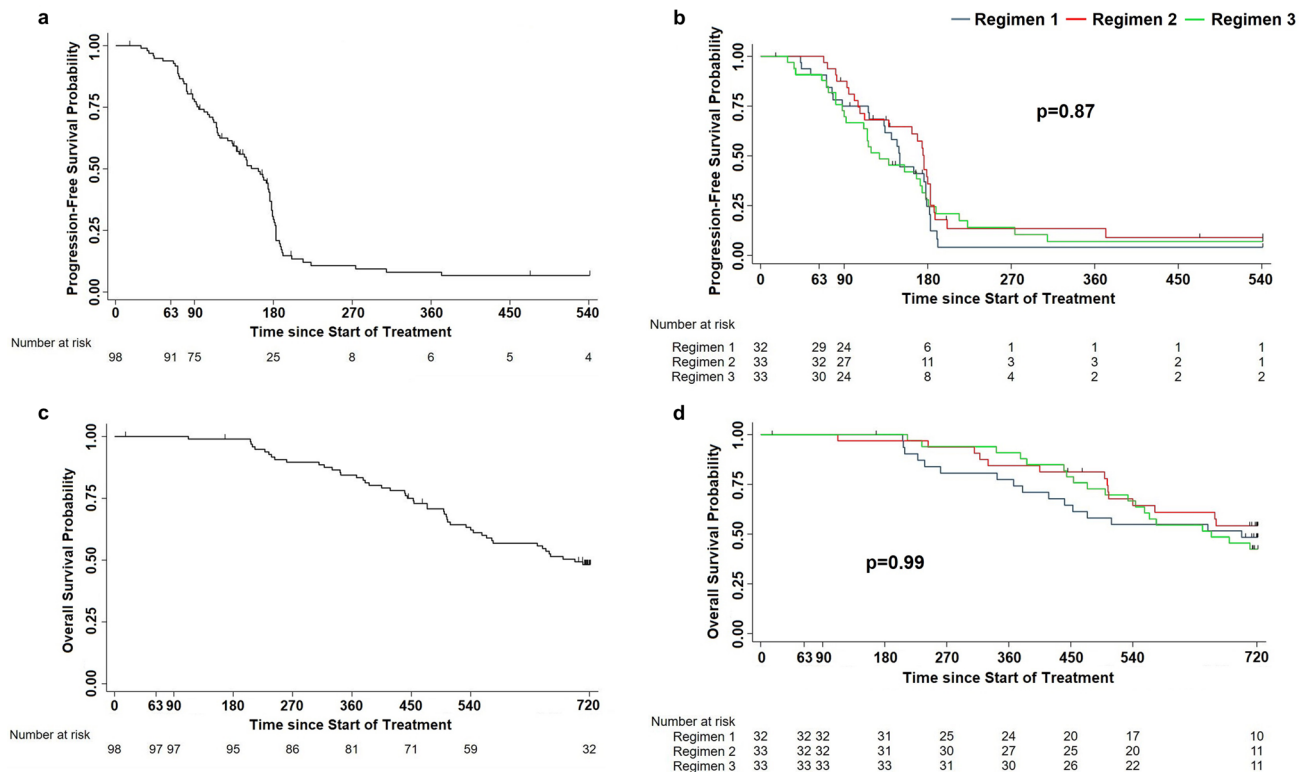 a
Progression-Free Survival Probability
1.00
0.75
0.50
0.25
0.00
0 63 90 180 270 360 450 540
Time since Start of Treatment
Number at risk
98 91 75 25 8 6 5 4
b
Regimen 1 Regimen 2 Regimen 3
Progression-Free Survival Probability
1.00
0.75
0.50
0.25
0.00
p=0.87
0 63 90 180 270 360 450 540
Time since Start of Treatment
Number at risk
Regimen 1 32 29 24 6 1 1 1 1
Regimen 2 33 32 27 11 3 3 2 1
Regimen 3 33 30 24 8 4 2 2 2
c
Overall Survival Probability
1.00
0.75
0.50
0.25
0.00
0 63 90 180 270 360 450 540 720
Time since Start of Treatment
Number at risk
98 97 97 95 86 81 71 59 32
d
Overall Survival Probability
1.00
0.75
0.50
0.25
0.00
p=0.99
0 63 90 180 270 360 450 540 720
Time since Start of Treatment
Number at risk
Regimen 1 32 32 32 31 25 24 20 17 10
Regimen 2 33 32 32 31 30 27 25 20 11
Regimen 3 33 33 33 33 31 30 26 22 11